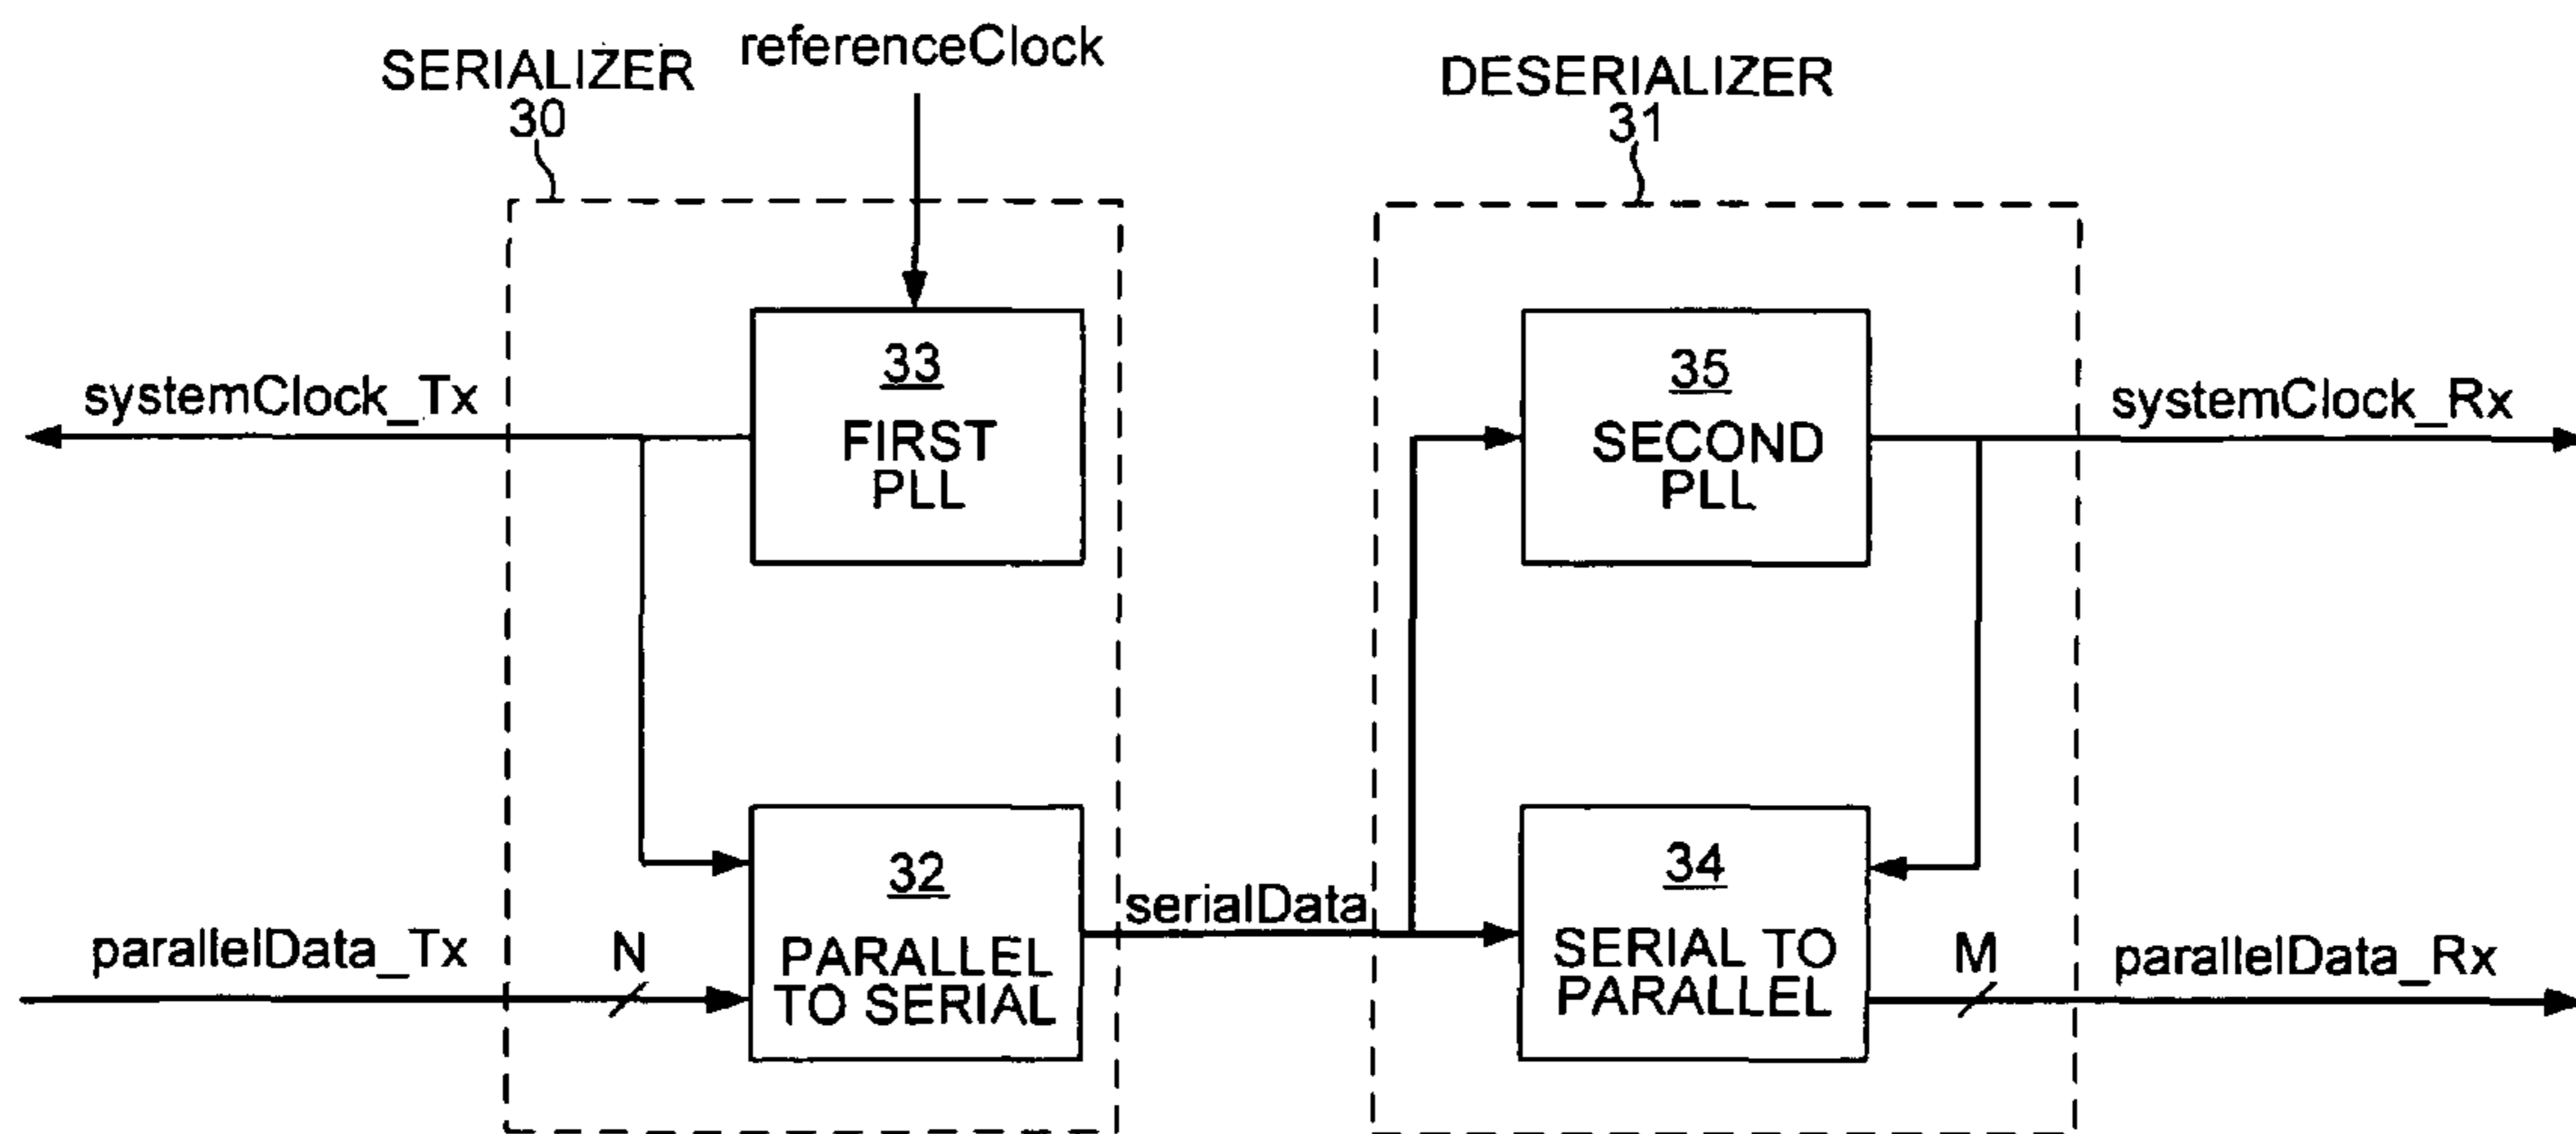 referenceClock
SERIALIZER
30
DESERIALIZER
31
systemClock_Tx
33
FIRST
PLL
35
SECOND
PLL
systemClock_Rx
parallelData_Tx
N
32
PARALLEL
TO SERIAL
serialData
34
SERIAL TO
PARALLEL
M
parallelData_Rx